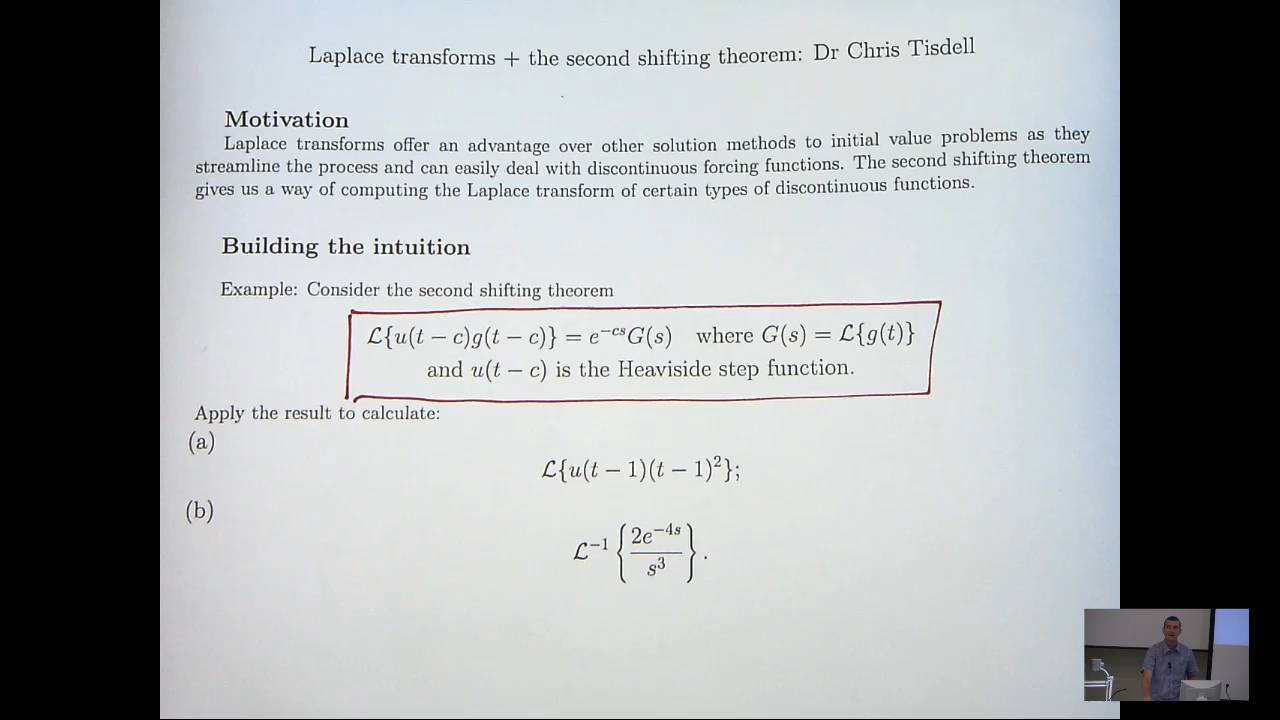 Laplace transforms + the second shifting theorem: Dr Chris Tisdell
Motivation
Laplace transforms offer an advantage over other solution methods to initial value problems as they
streamline the process and can easily deal with discontinuous forcing functions. The second shifting theorem
gives us a way of computing the Laplace transform of certain types of discontinuous functions.
Building the intuition
Example: Consider the second shifting theorem
ℒ{u(t − c)g(t − c)} = e^{−cs}G(s) where G(s) = ℒ{g(t)}
and u(t − c) is the Heaviside step function.
Apply the result to calculate:
(a)
ℒ{u(t − 1)(t − 1)²};
(b)
ℒ⁻¹{2e^{−4s}/s³}.